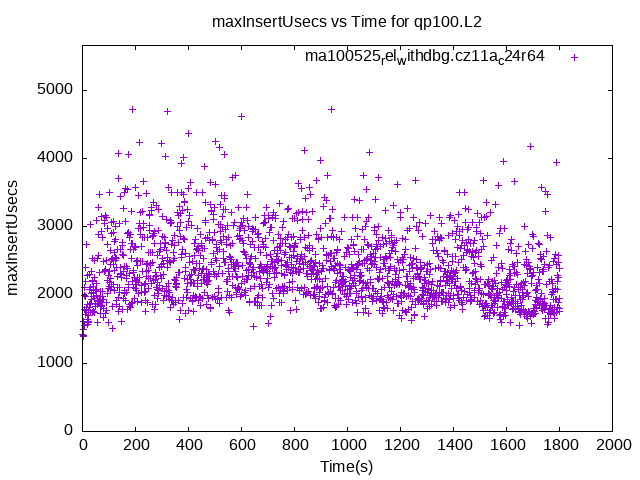 maxInsertUsecs vs Time for qp100.L2
ma100525_rel_withdbg.cz11a_c24r64
5000
4000
3000
2000
1000
0
maxInsertUsecs
0 200 400 600 800 1000 1200 1400 1600 1800 2000
Time(s)